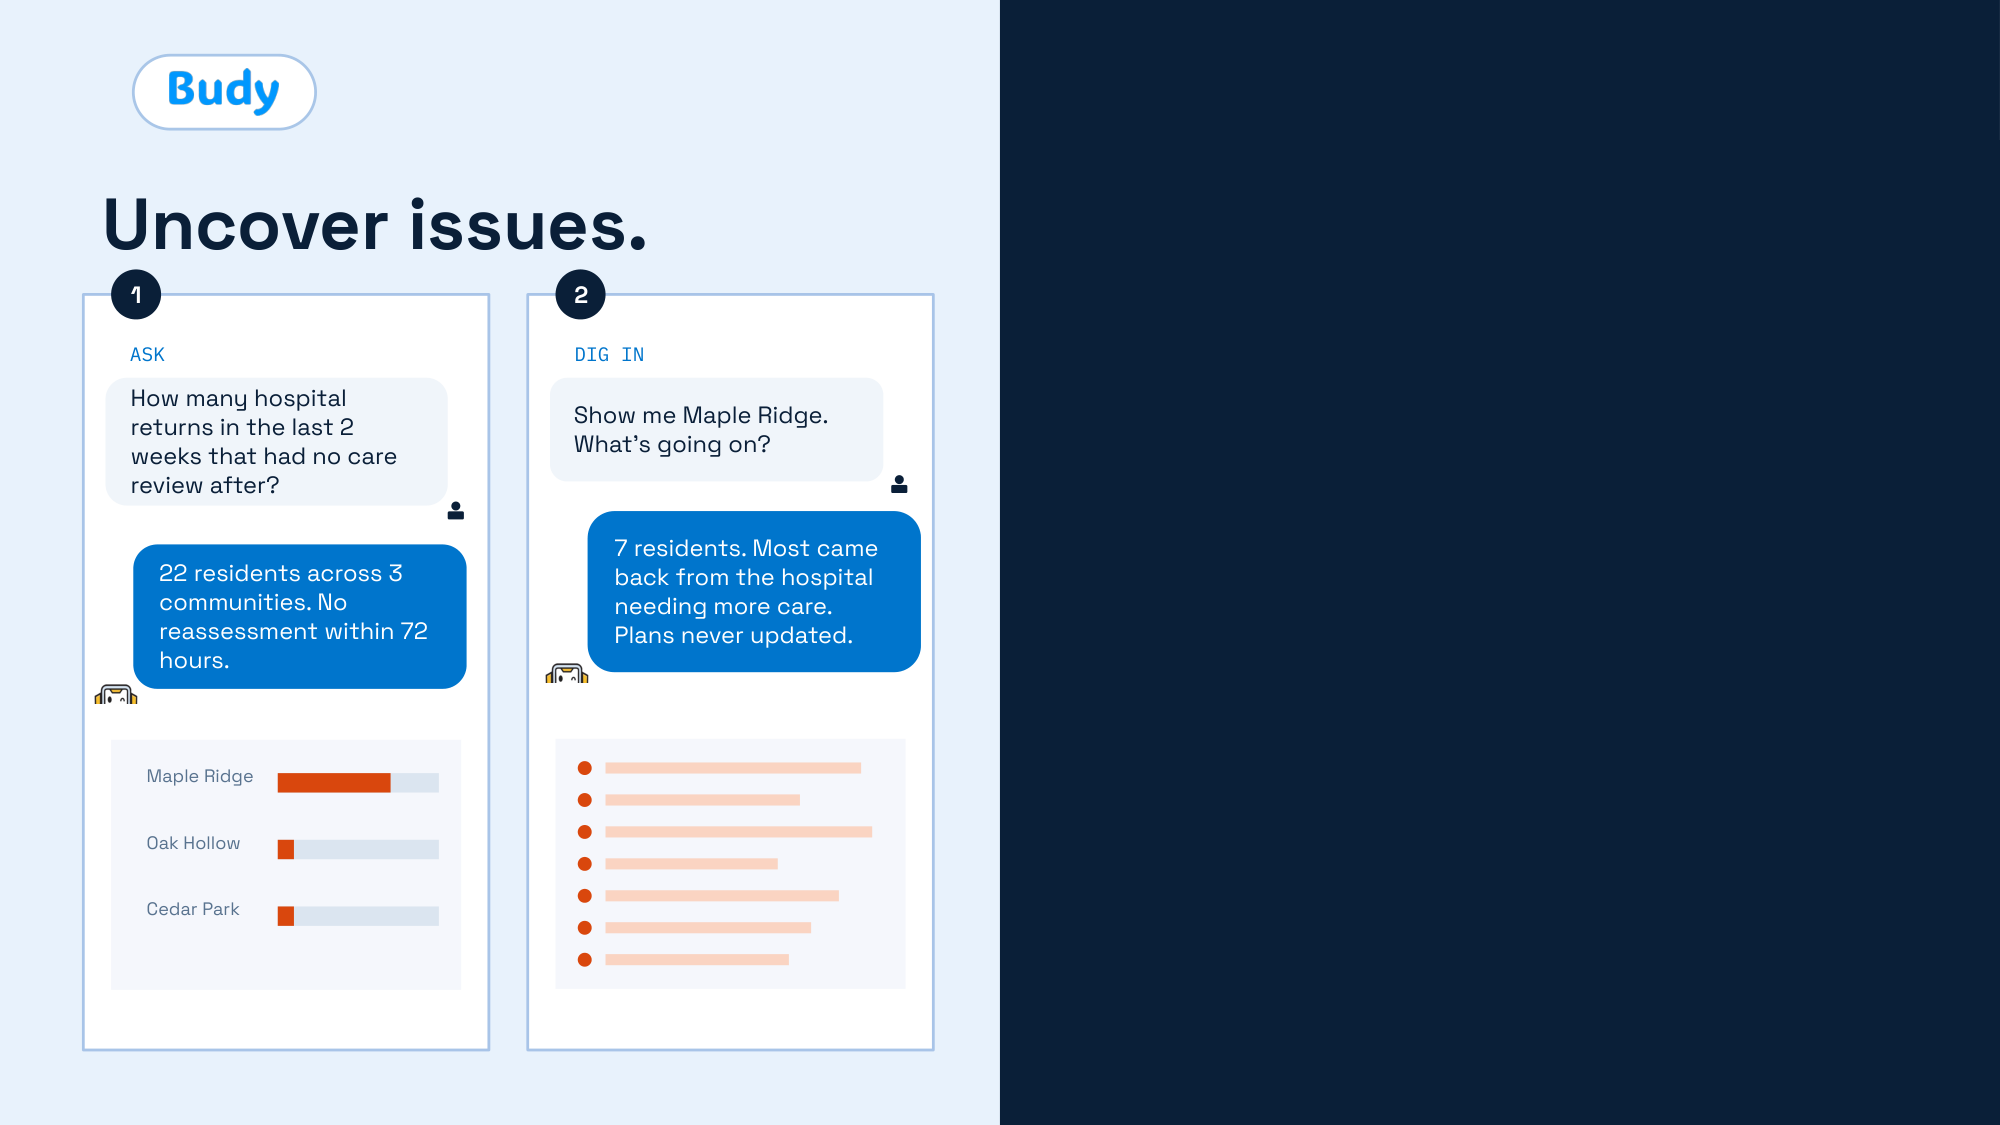 Budy
Uncover issues.
1
ASK
How many hospital
returns in the last 2
weeks that had no care
review after?
22 residents across 3
communities. No
reassessment within 72
hours.
Maple Ridge
Oak Hollow
Cedar Park
2
DIG IN
Show me Maple Ridge.
What's going on?
7 residents. Most came
back from the hospital
needing more care.
Plans never updated.